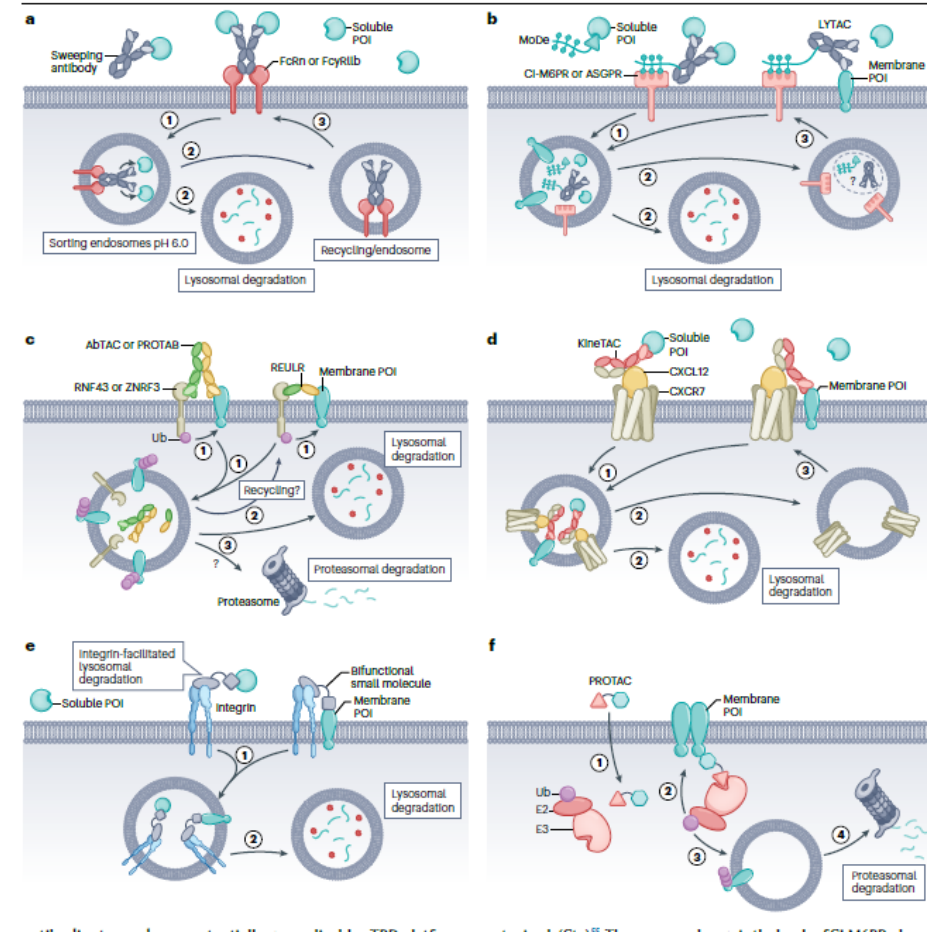 a
Sweeping
antibody
Soluble
POI
FcRn or FcγRIIb
1
2
3
2
Sorting endosomes pH 6.0
Recycling/endosome
Lysosomal degradation
b
MoDe
Soluble
POI
CI-M6PR or ASGPR
LYTAC
Membrane
POI
1
2
3
?
2
Lysosomal degradation
c
AbTAC or PROTAB
REULR
Membrane POI
RNF43 or ZNRF3
Ub
1
1
1
Recycling?
2
3
?
Lysosomal
degradation
Proteasomal degradation
Proteasome
d
KineTAC
Soluble
POI
CXCL12
CXCR7
Membrane POI
1
2
3
2
Lysosomal
degradation
e
Integrin-facilitated
lysosomal
degradation
Soluble POI
Integrin
Bifunctional
small molecule
Membrane
POI
1
2
Lysosomal
degradation
f
PROTAC
Membrane
POI
1
2
Ub
E2
E3
3
4
Proteasomal
degradation